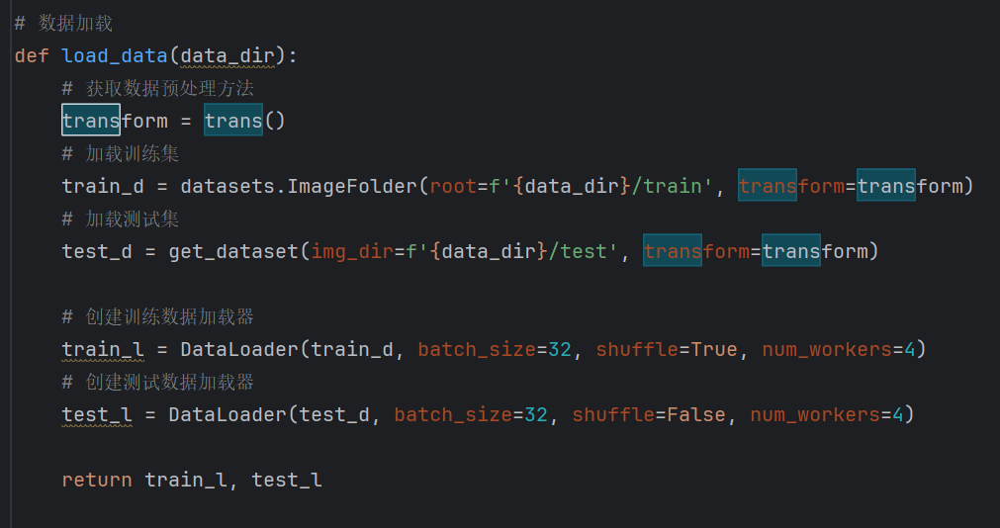 # 数据加载
def load_data(data_dir):
    # 获取数据预处理方法
    transform = trans()
    # 加载训练集
    train_d = datasets.ImageFolder(root=f'{data_dir}/train', transform=transform)
    # 加载测试集
    test_d = get_dataset(img_dir=f'{data_dir}/test', transform=transform)
    # 创建训练数据加载器
    train_l = DataLoader(train_d, batch_size=32, shuffle=True, num_workers=4)
    # 创建测试数据加载器
    test_l = DataLoader(test_d, batch_size=32, shuffle=False, num_workers=4)
    return train_l, test_l